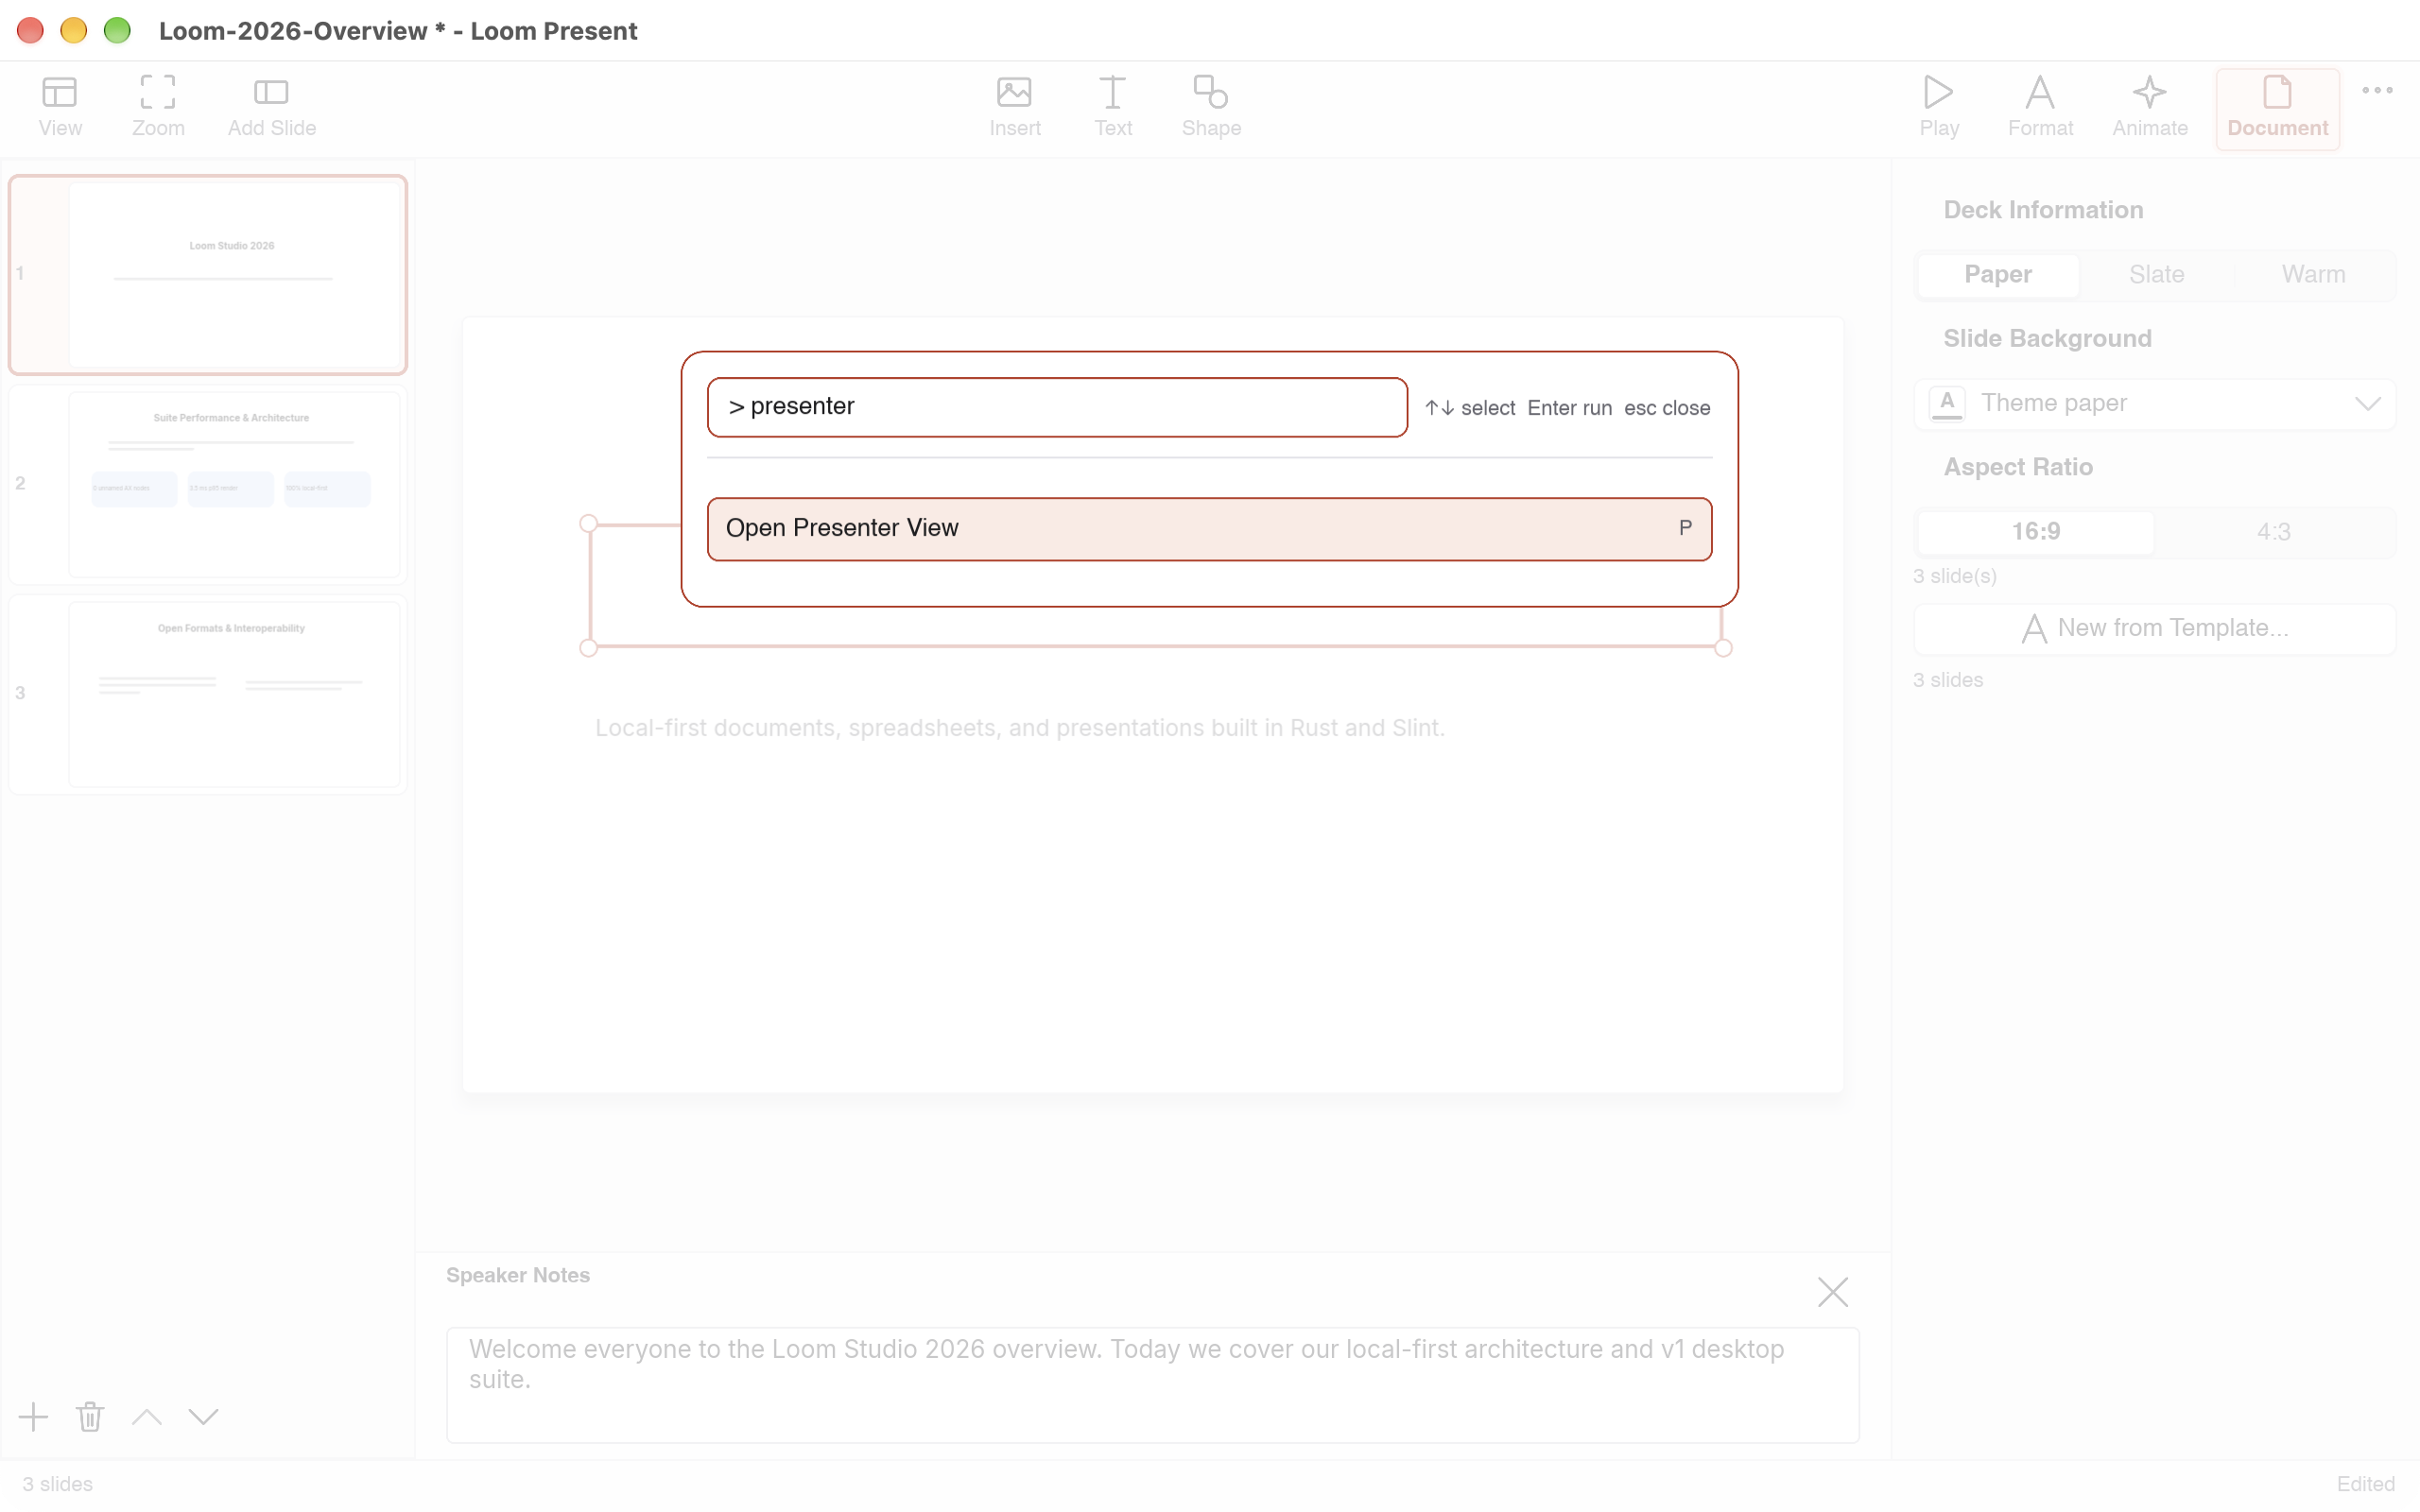 Loom-2026-Overview * - Loom Present
View Zoom Add Slide Insert Text Shape Play Format Animate Document
1
Loom Studio 2026
2
Suite Performance & Architecture
100% local-first
3
Open Formats & Interoperability
> presenter
↑↓ select Enter run esc close
Open Presenter View P
Local-first documents, spreadsheets, and presentations built in Rust and Slint.
Speaker Notes
Welcome everyone to the Loom Studio 2026 overview. Today we cover our local-first architecture and v1 desktop
suite.
Deck Information
Paper Slate Warm
Slide Background
A Theme paper
Aspect Ratio
16:9 4:3
3 slide(s)
New from Template...
3 slides
3 slides
Edited